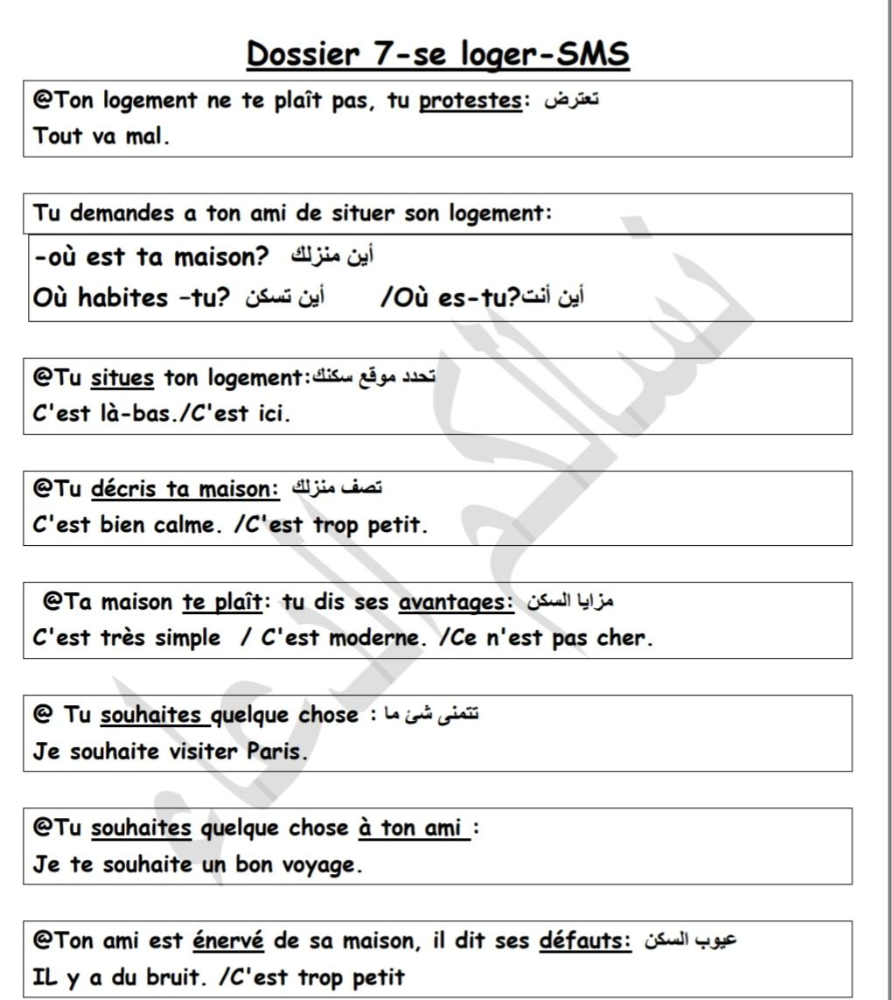 Dossier 7-se loger-SMS
@Ton logement ne te plaît pas, tu protestes: تعترض
Tout va mal.
Tu demandes a ton ami de situer son logement:
-où est ta maison? أين منزلك
Où habites -tu? أين تسكن /Où es-tu?أين أنت
@Tu situes ton logement:تحدد موقع سكنك
C'est là-bas./C'est ici.
@Tu décris ta maison: تصف منزلك
C'est bien calme. /C'est trop petit.
@Ta maison te plaît: tu dis ses avantages: مزايا السكن
C'est très simple / C'est moderne. /Ce n'est pas cher.
@ Tu souhaites quelque chose : تتمنى شئ ما
Je souhaite visiter Paris.
@Tu souhaites quelque chose à ton ami :
Je te souhaite un bon voyage.
@Ton ami est énervé de sa maison, il dit ses défauts: عيوب السكن
IL y a du bruit. /C'est trop petit
نسألكم الدعاء